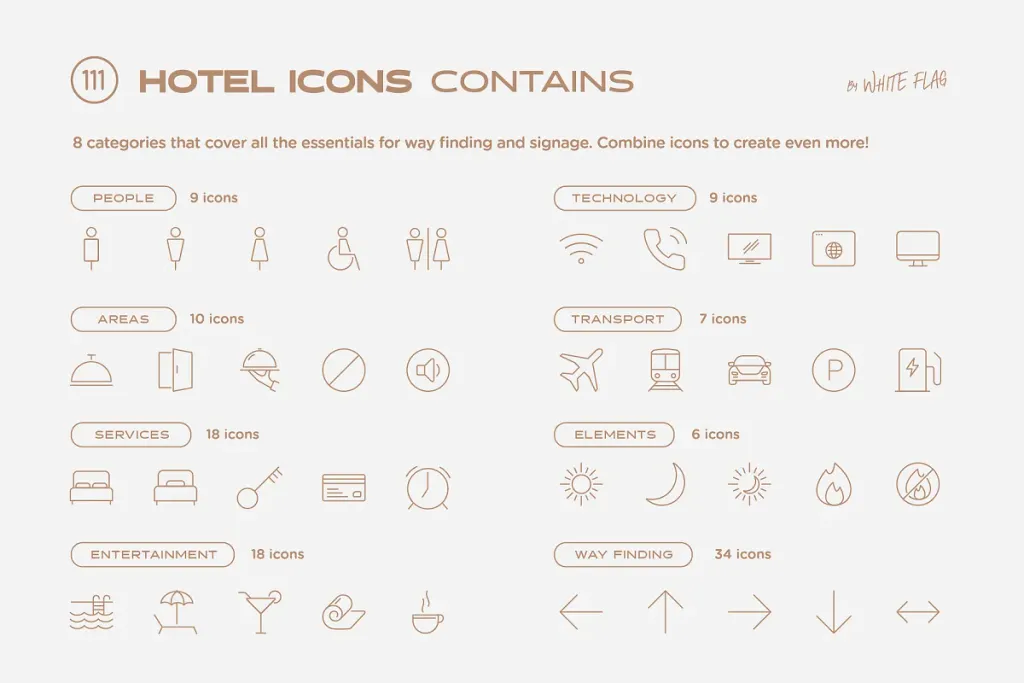 111 HOTEL ICONS CONTAINS
By WHITE FLAG
8 categories that cover all the essentials for way finding and signage. Combine icons to create even more!
PEOPLE 9 icons
TECHNOLOGY 9 icons
AREAS 10 icons
TRANSPORT 7 icons
P
SERVICES 18 icons
ELEMENTS 6 icons
ENTERTAINMENT 18 icons
WAY FINDING 34 icons